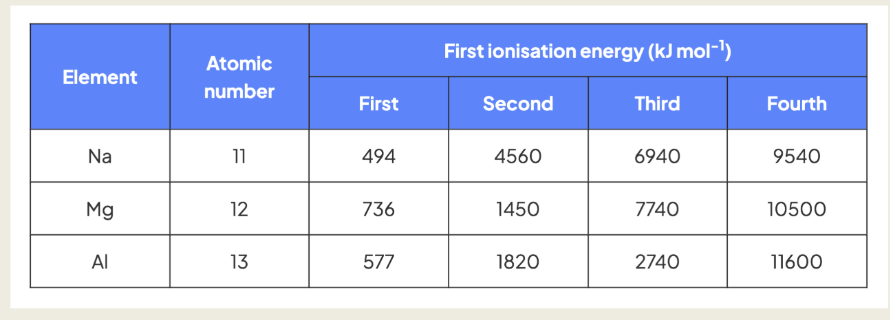 Element Atomic number First ionisation energy (kJ mol⁻¹)
First Second Third Fourth
Na 11 494 4560 6940 9540
Mg 12 736 1450 7740 10500
Al 13 577 1820 2740 11600